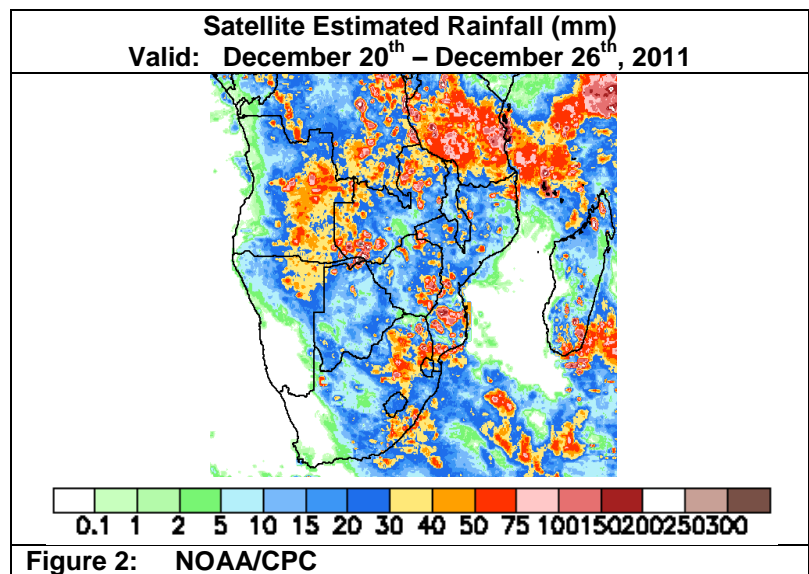 Satellite Estimated Rainfall (mm)
Valid: December 20th – December 26th, 2011
0.1 1 2 5 10 15 20 30 40 50 75 100150200250300
Figure 2: NOAA/CPC